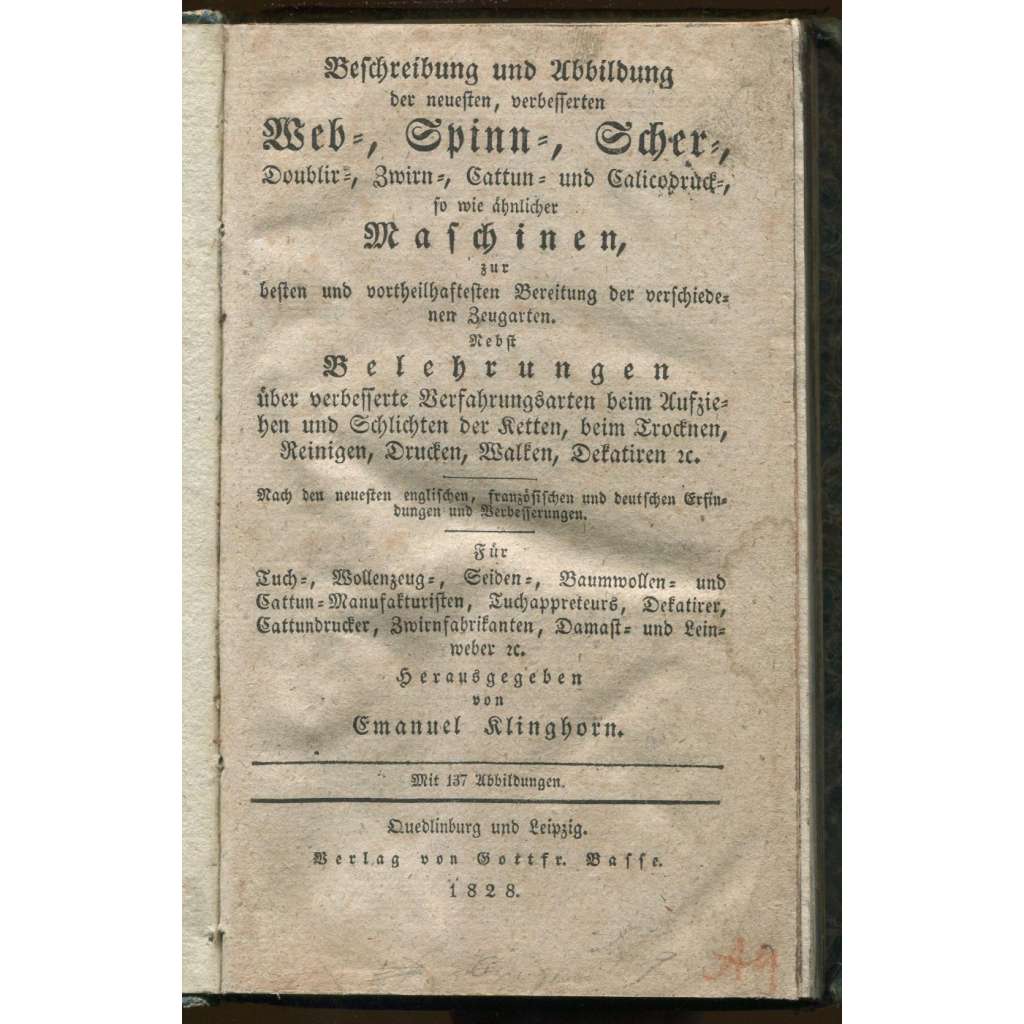 Beschreibung und Abbildung
der neuesten, verbesserten
Web-, Spinn-, Scher-,
Doublir-, Zwirn-, Cattun- und Calicodruck-,
so wie ähnlicher
Maschinen,
zur
besten und vortheilhaftesten Bereitung der verschiede-
nen Zeugarten.
Nebst
Belehrungen
über verbesserte Verfahrungsarten beim Aufzie-
hen und Schlichten der Ketten, beim Trocknen,
Reinigen, Drucken, Walken, Dekatiren ꝛc.
Nach den neuesten englischen, französischen und deutschen Erfin-
dungen und Verbesserungen.
Für
Tuch-, Wollenzeug-, Seiden-, Baumwollen- und
Cattun-Manufakturisten, Tuchappreteurs, Dekatirer,
Cattundrucker, Zwirnfabrikanten, Damast- und Lein-
weber ꝛc.
Herausgegeben
von
Emanuel Klinghorn.
Mit 137 Abbildungen.
Quedlinburg und Leipzig.
Verlag von Gottfr. Basse.
1828.